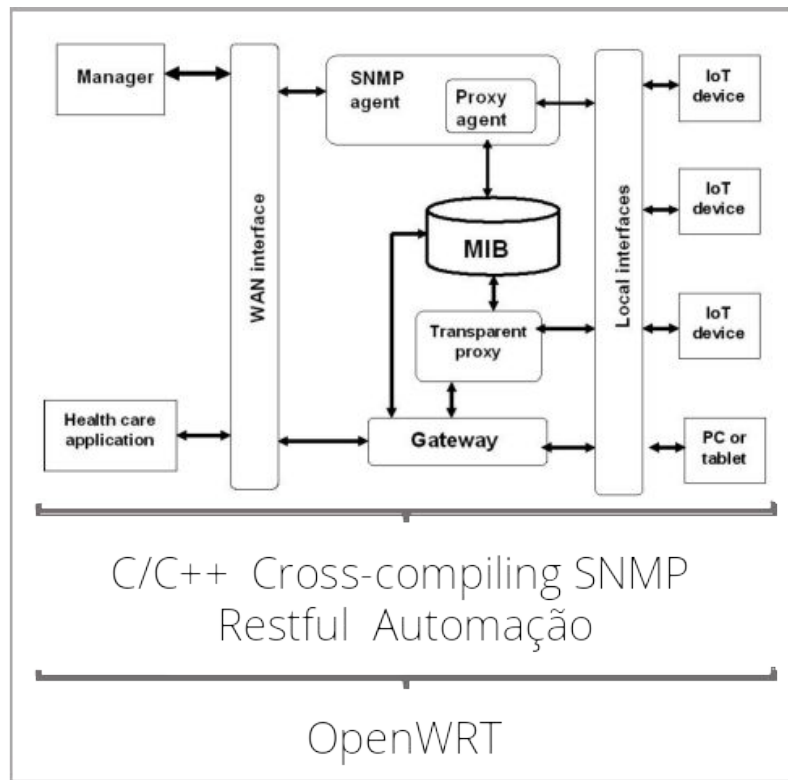 Manager
WAN interface
SNMP
agent
Proxy
agent
Local interfaces
IoT
device
MIB
IoT
device
Transparent
proxy
IoT
device
Health care
application
Gateway
PC or
tablet
C/C++ Cross-compiling SNMP
Restful Automação
OpenWRT